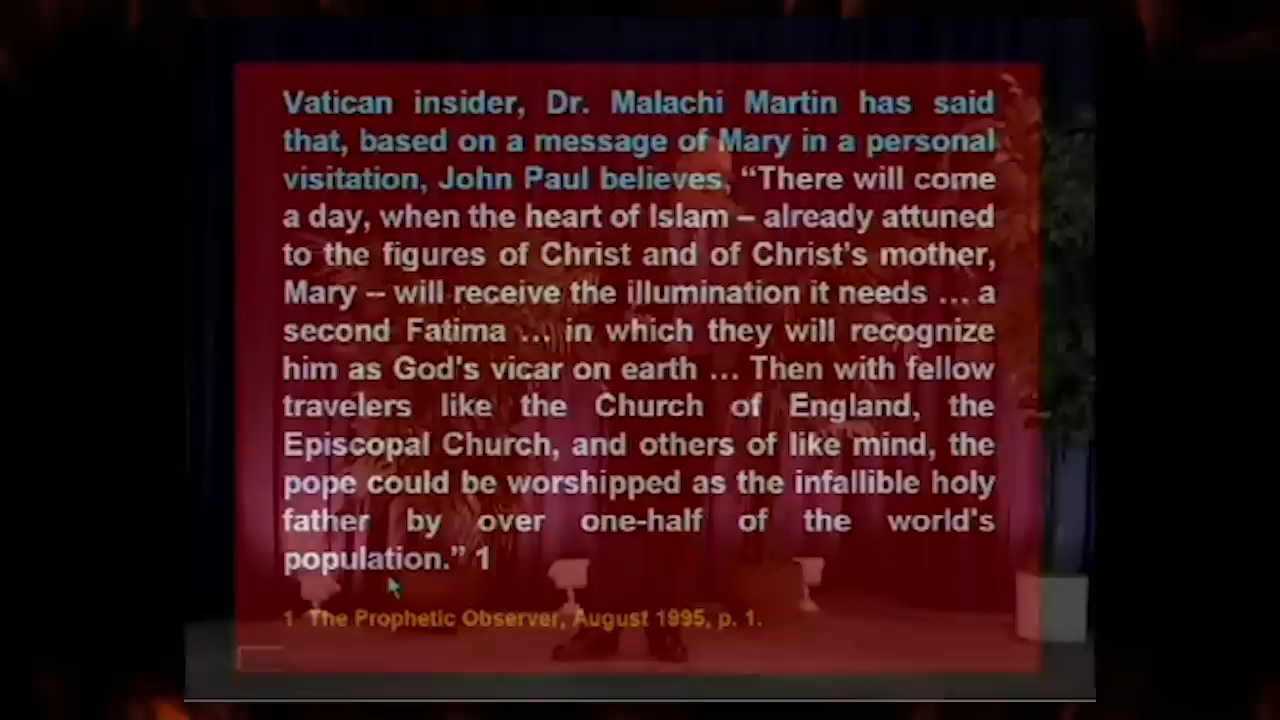 Vatican insider, Dr. Malachi Martin has said
that, based on a message of Mary in a personal
visitation, John Paul believes, “There will come
a day, when the heart of Islam – already attuned
to the figures of Christ and of Christ’s mother,
Mary – will receive the illumination it needs ... a
second Fatima ... in which they will recognize
him as God's vicar on earth ... Then with fellow
travelers like the Church of England, the
Episcopal Church, and others of like mind, the
pope could be worshipped as the infallible holy
father by over one-half of the world's
population.” 1
1 The Prophetic Observer, August 1995, p. 1.